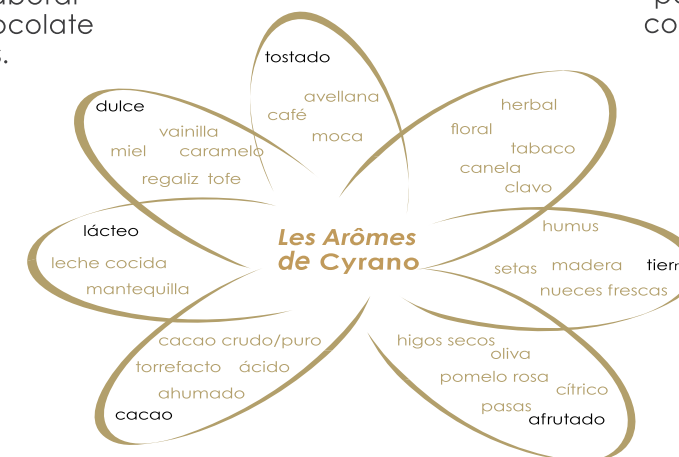 ocolate
s.
co
tostado
avellana
café
moca
dulce
vainilla
miel caramelo
regaliz tofe
herbal
floral
tabaco
canela
clavo
lácteo
leche cocida
mantequilla
Les Arômes
de Cyrano
humus
setas madera tierr
nueces frescas
cacao crudo/puro
torrefacto ácido
ahumado
cacao
higos secos
oliva
pomelo rosa
cítrico
pasas
afrutado